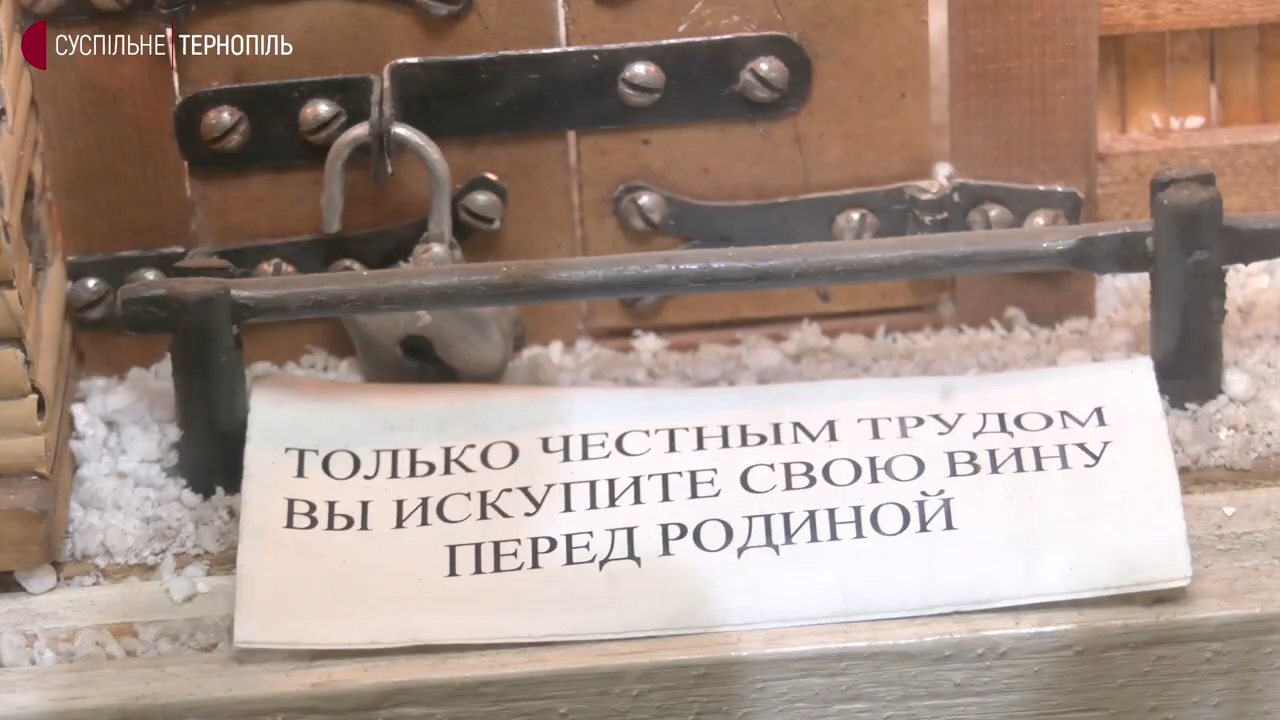 СУСПІЛЬНЕ ТЕРНОПІЛЬ
ТОЛЬКО ЧЕСТНЫМ ТРУДОМ
ВЫ ИСКУПИТЕ СВОЮ ВИНУ
ПЕРЕД РОДИНОЙ